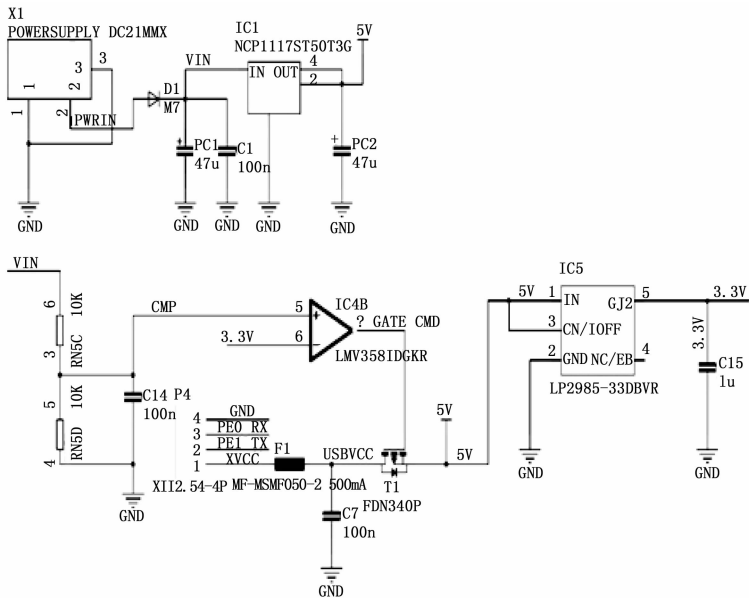 X1
POWERSUPPLY DC21MMX
3
3
1
2
1
2
PWRIN
D1
M7
VIN
IC1
NCP1117ST50T3G
IN OUT
4
2
5V
+
PC1
47u
C1
100n
+
PC2
47u
GND
GND
GND
GND
GND
VIN
6
10K
3
RN5C
5
10K
4
RN5D
CMP
5
+
3.3V
6
−
IC4B
? GATE CMD
LMV358IDGKR
C14
100n
P4
4
GND
3
PE0 RX
2
PE1 TX
1
XVCC
F1
XII2.54-4P
MF-MSMF050-2 500mA
USBVCC
T1
FDN340P
5V
5V
C7
100n
GND
GND
IC5
5V
1
IN
GJ2
5
3.3V
3
CN/IOFF
2
GND
NC/EB
4
LP2985-33DBVR
3.3V
C15
1u
GND
GND